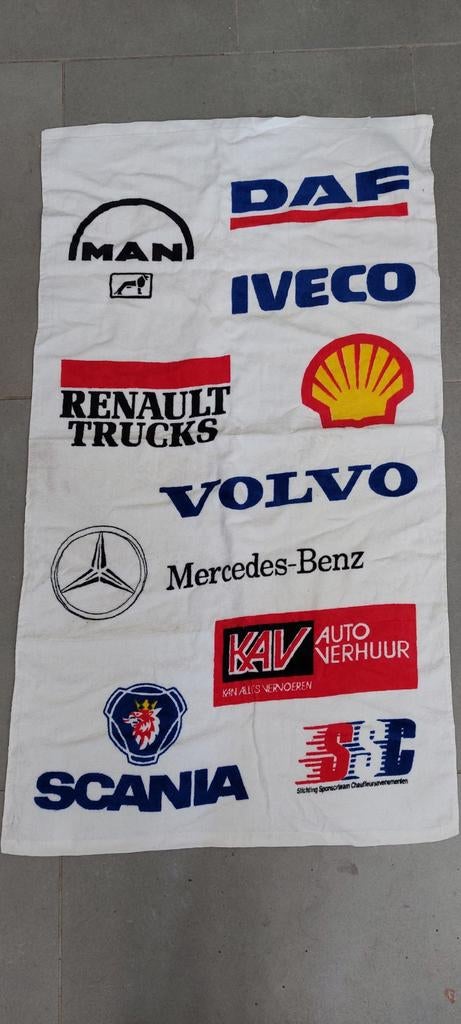 DAF
MAN
IVECO
RENAULT
TRUCKS
VOLVO
Mercedes-Benz
KAV AUTO
VERHUUR
KAN ALLES VERVOEREN
SCANIA
SSC
Stichting Sponsorteam Chauffeursevenementen